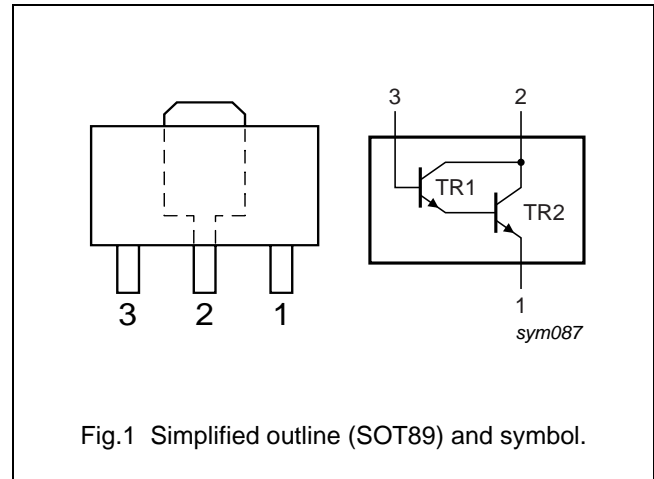 3 2
TR1
TR2
1
3 2 1
sym087
Fig.1 Simplified outline (SOT89) and symbol.